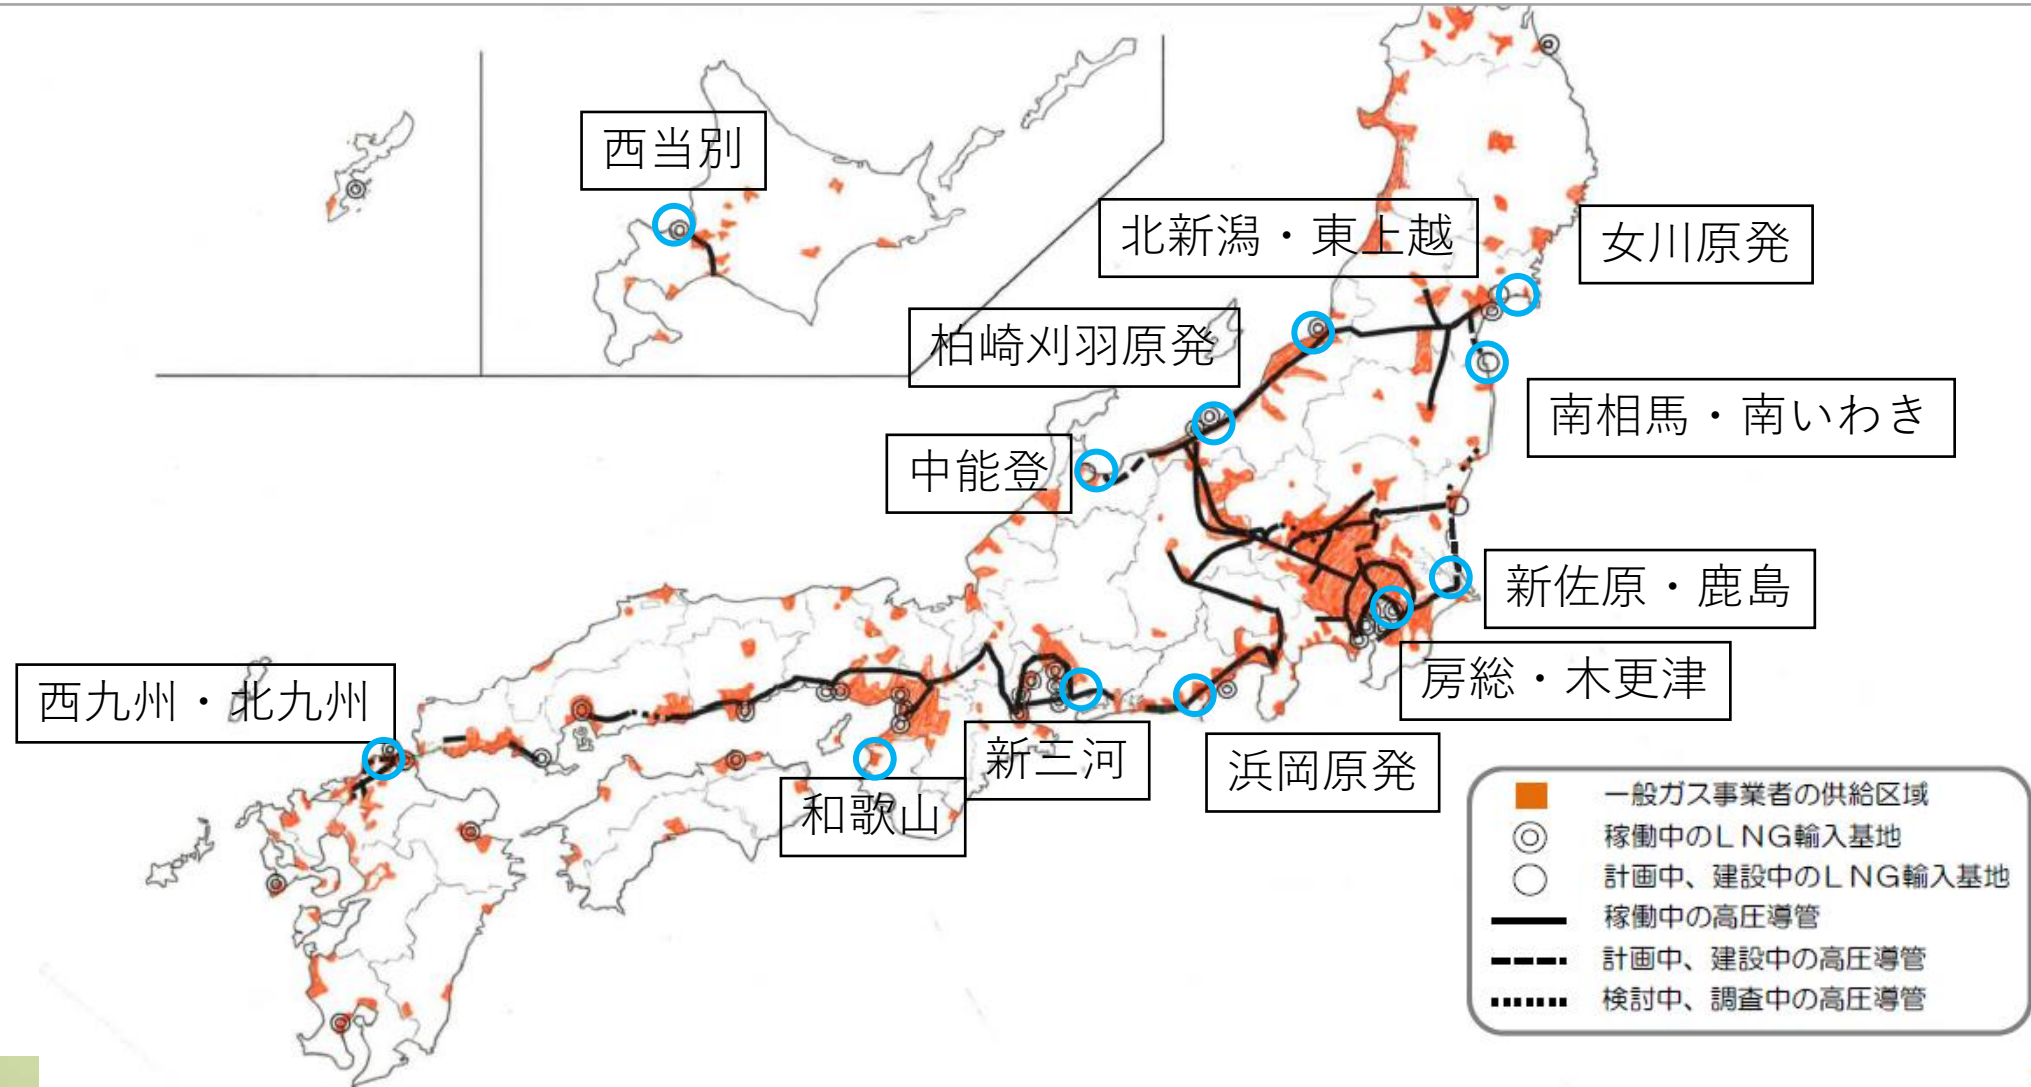 西当別
北新潟・東上越
女川原発
柏崎刈羽原発
南相馬・南いわき
中能登
新佐原・鹿島
房総・木更津
西九州・北九州
新三河
浜岡原発
和歌山
一般ガス事業者の供給区域
稼働中のLNG輸入基地
計画中、建設中のLNG輸入基地
稼働中の高圧導管
計画中、建設中の高圧導管
検討中、調査中の高圧導管